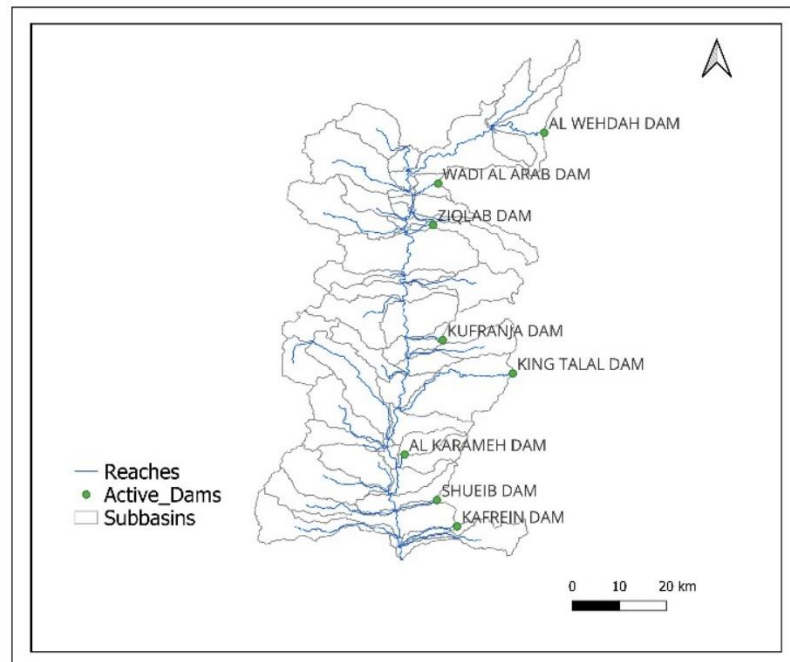 AL WEHDAH DAM
WADI AL ARAB DAM
ZIQLAB DAM
KUFRANJA DAM
KING TALAL DAM
AL KARAMEH DAM
SHUEIB DAM
KAFREIN DAM
Reaches
Active_Dams
Subbasins
0 10 20 km